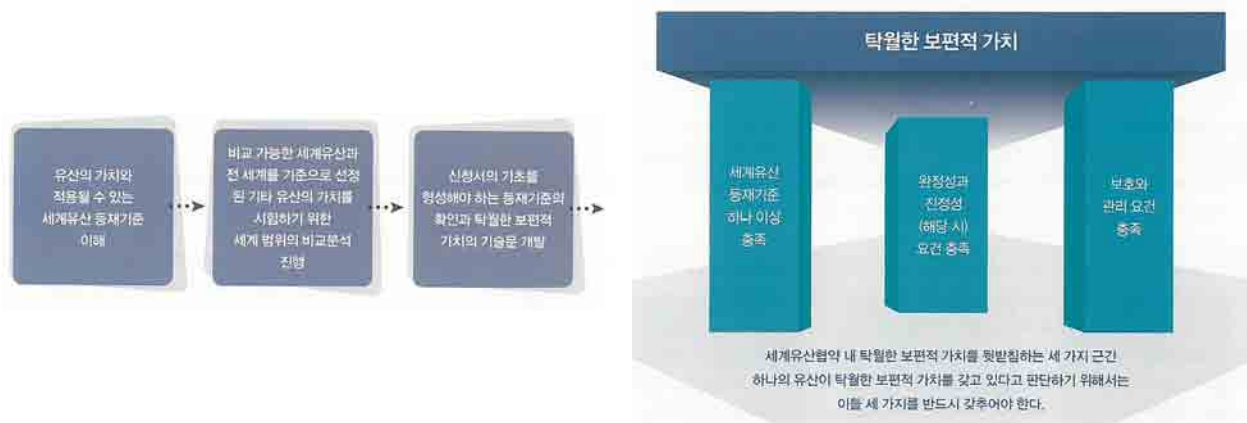 유산의 가치와
적용될 수 있는
세계유산 등재기준
이해
비교 가능한 세계유산과
전 세계를 기준으로 선정
된 기타 유산의 가치를
시험하기 위한
세계 범위의 비교분석
진행
신청서의 기초를
형성해야 하는 등재기준의
확인과 탁월한 보편적
가치의 기술문 개발
탁월한 보편적 가치
세계유산
등재기준
하나 이상
충족
완정성과
진정성
(해당 시)
요건 충족
보호와
관리 요건
충족
세계유산협약 내 탁월한 보편적 가치를 뒷받침하는 세 가지 근간
하나의 유산이 탁월한 보편적 가치를 갖고 있다고 판단하기 위해서는
이들 세 가지를 반드시 갖추어야 한다.